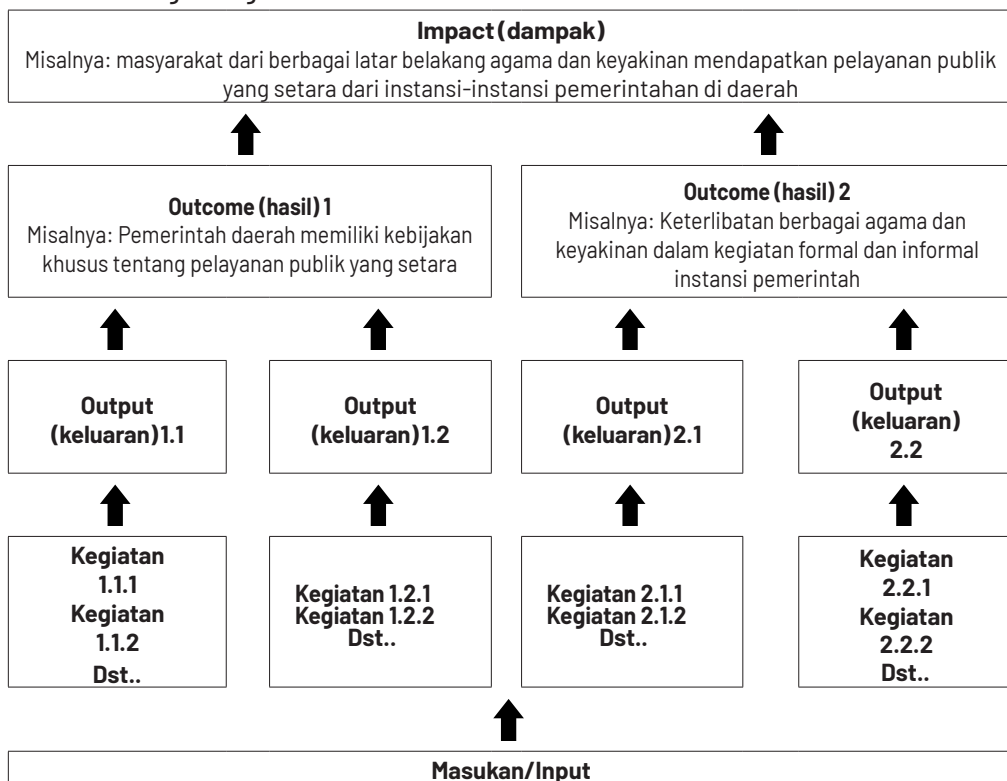 Impact (dampak)
Misalnya: masyarakat dari berbagai latar belakang agama dan keyakinan mendapatkan pelayanan publik
yang setara dari instansi-instansi pemerintahan di daerah
Outcome (hasil) 1
Misalnya: Pemerintah daerah memiliki kebijakan
khusus tentang pelayanan publik yang setara
Outcome (hasil) 2
Misalnya: Keterlibatan berbagai agama dan
keyakinan dalam kegiatan formal dan informal
instansi pemerintah
Output
(keluaran) 1.1
Output
(keluaran) 1.2
Output
(keluaran) 2.1
Output
(keluaran)
2.2
Kegiatan
1.1.1
Kegiatan
1.1.2
Dst..
Kegiatan 1.2.1
Kegiatan 1.2.2
Dst..
Kegiatan 2.1.1
Kegiatan 2.1.2
Dst..
Kegiatan
2.2.1
Kegiatan
2.2.2
Dst..
Masukan/Input